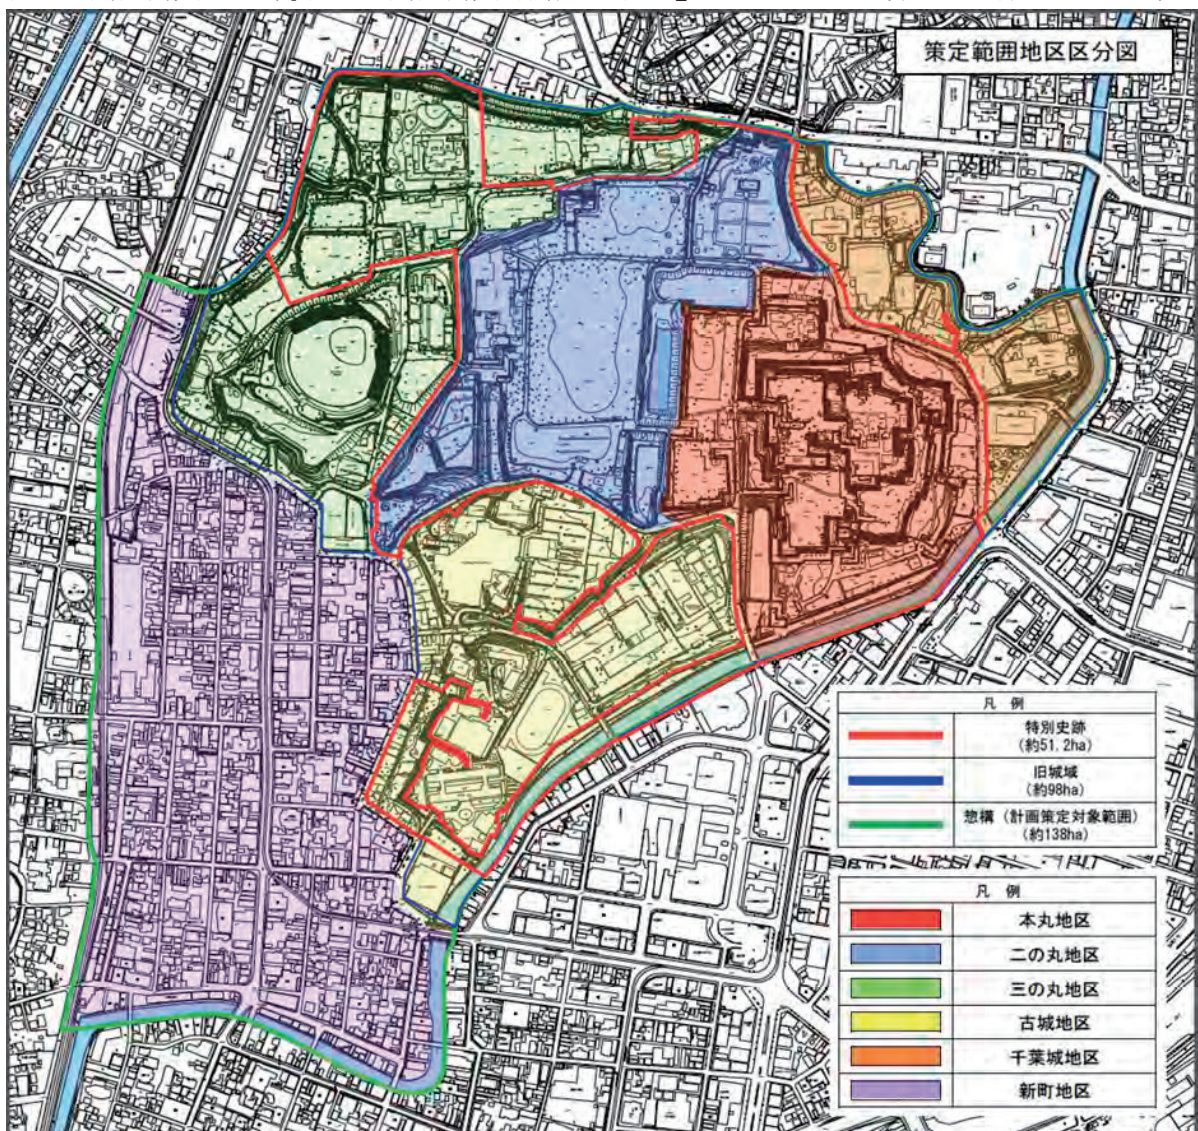 策定範囲地区区分図
凡 例
特別史跡
(約51.2ha)
旧城域
(約98ha)
惣構（計画策定対象範囲）
(約138ha)
凡 例
本丸地区
二の丸地区
三の丸地区
古城地区
千葉城地区
新町地区